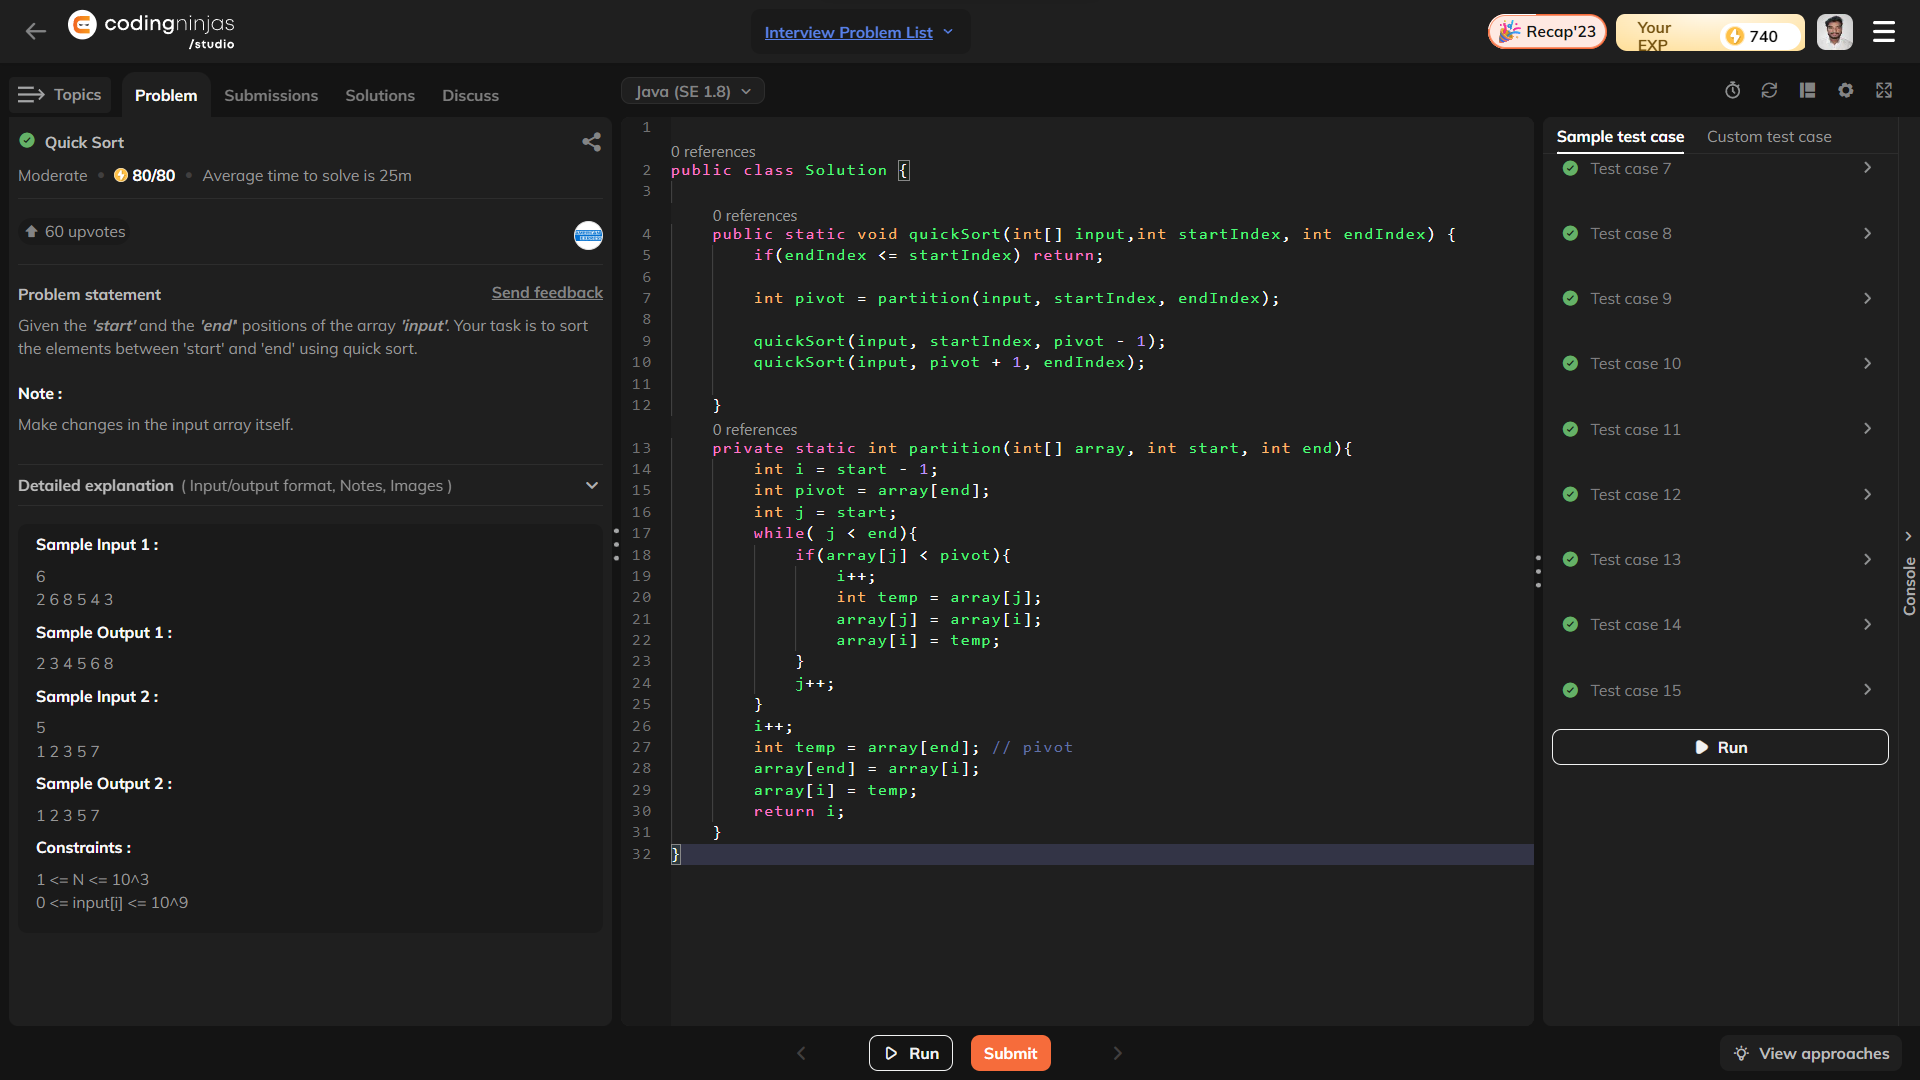 codingninjas
/studio
Interview Problem List
Recap'23
Your EXP
740
Topics
Problem
Submissions
Solutions
Discuss
Quick Sort
Moderate • 80/80 • Average time to solve is 25m
60 upvotes
AMERICAN EXPRESS
Problem statement
Send feedback
Given the 'start' and the 'end' positions of the array 'input'. Your task is to sort
the elements between 'start' and 'end' using quick sort.
Note :
Make changes in the input array itself.
Detailed explanation ( Input/output format, Notes, Images )
Sample Input 1 :
6
2 6 8 5 4 3
Sample Output 1 :
2 3 4 5 6 8
Sample Input 2 :
5
1 2 3 5 7
Sample Output 2 :
1 2 3 5 7
Constraints :
1 <= N <= 10^3
0 <= input[i] <= 10^9
Java (SE 1.8)
1
0 references
2 public class Solution {
3
0 references
4 public static void quickSort(int[] input,int startIndex, int endIndex) {
5 if(endIndex <= startIndex) return;
6
7 int pivot = partition(input, startIndex, endIndex);
8
9 quickSort(input, startIndex, pivot - 1);
10 quickSort(input, pivot + 1, endIndex);
11
12 }
0 references
13 private static int partition(int[] array, int start, int end){
14 int i = start - 1;
15 int pivot = array[end];
16 int j = start;
17 while( j < end){
18 if(array[j] < pivot){
19 i++;
20 int temp = array[j];
21 array[j] = array[i];
22 array[i] = temp;
23 }
24 j++;
25 }
26 i++;
27 int temp = array[end]; // pivot
28 array[end] = array[i];
29 array[i] = temp;
30 return i;
31 }
32 }
Sample test case
Custom test case
Test case 7
Test case 8
Test case 9
Test case 10
Test case 11
Test case 12
Test case 13
Test case 14
Test case 15
Run
Console
Run
Submit
View approaches